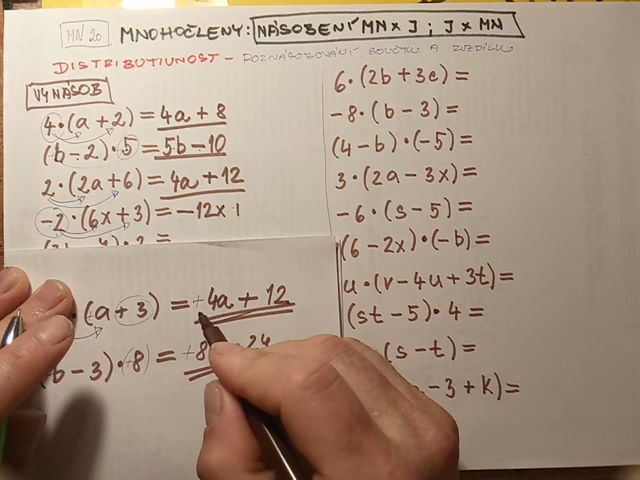 MN 20 MNOHOČLENY: NÁSOBENÍ MN x J ; J x MN
DISTRIBUTIVNOST - ROZNÁSOBOVÁNÍ SOUČTU A ROZDÍLU
VYNÁSOB
4·(a+2) = 4a+8
(b-2)·5 = 5b-10
2·(2a+6) = 4a+12
-2·(6x+3) = -12x
(a+3) = +4a+12
b-3)·(-8) = +8 24
6·(2b+3c) =
-8·(b-3) =
(4-b)·(-5) =
3·(2a-3x) =
-6·(s-5) =
(6-2x)·(-b) =
u·(v-4u+3t) =
(st-5)·4 =
(s-t) =
-3+k) =